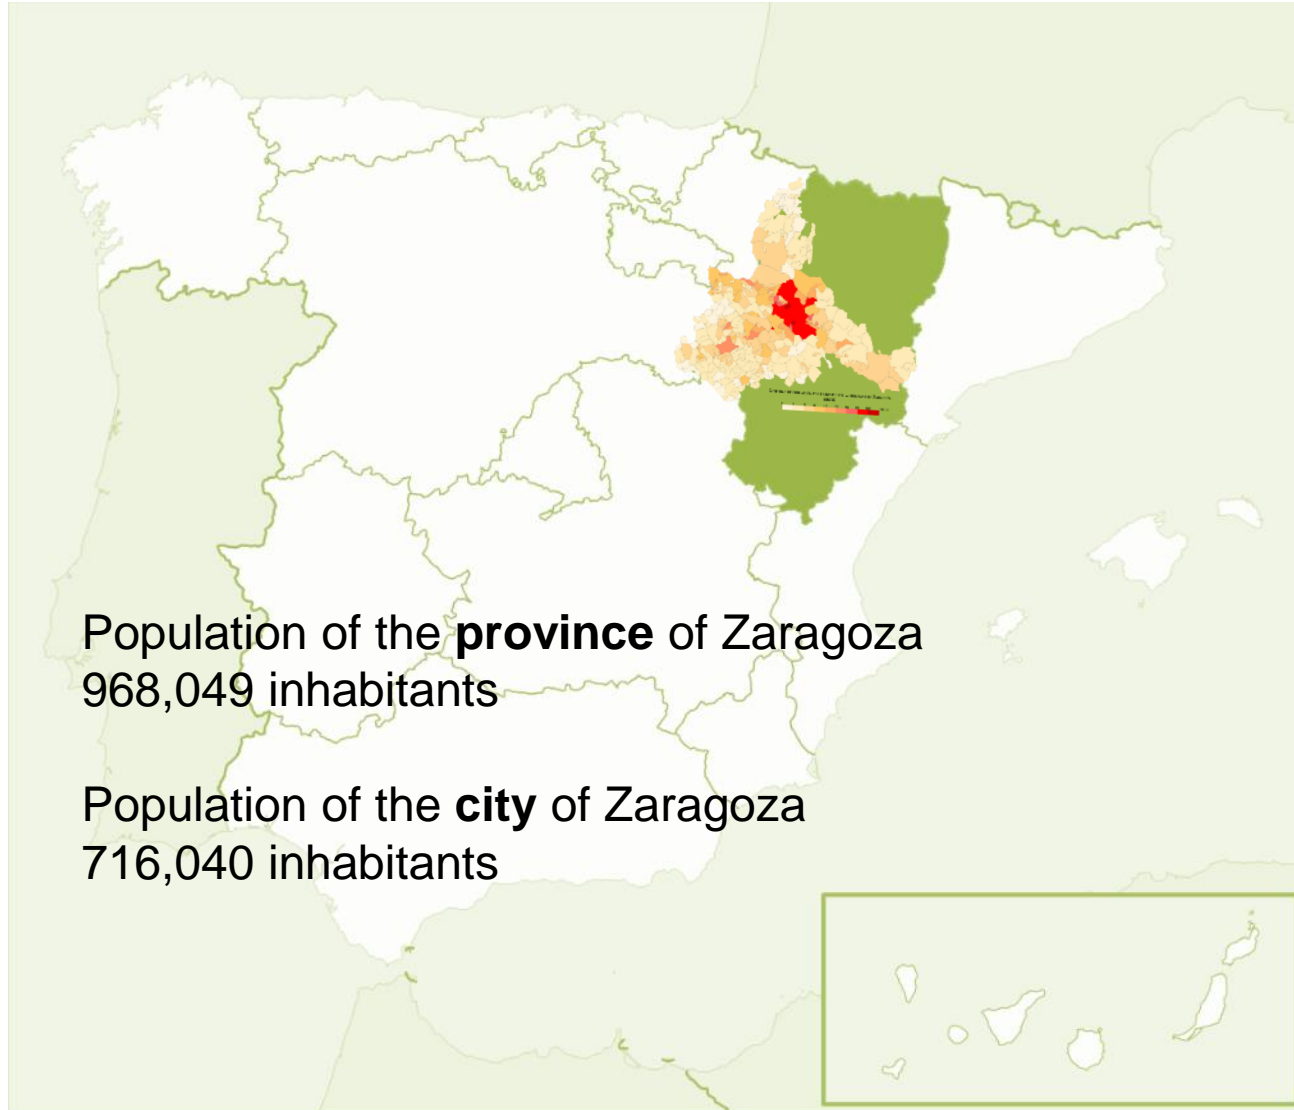 Population of the province of Zaragoza
968,049 inhabitants
Population of the city of Zaragoza
716,040 inhabitants